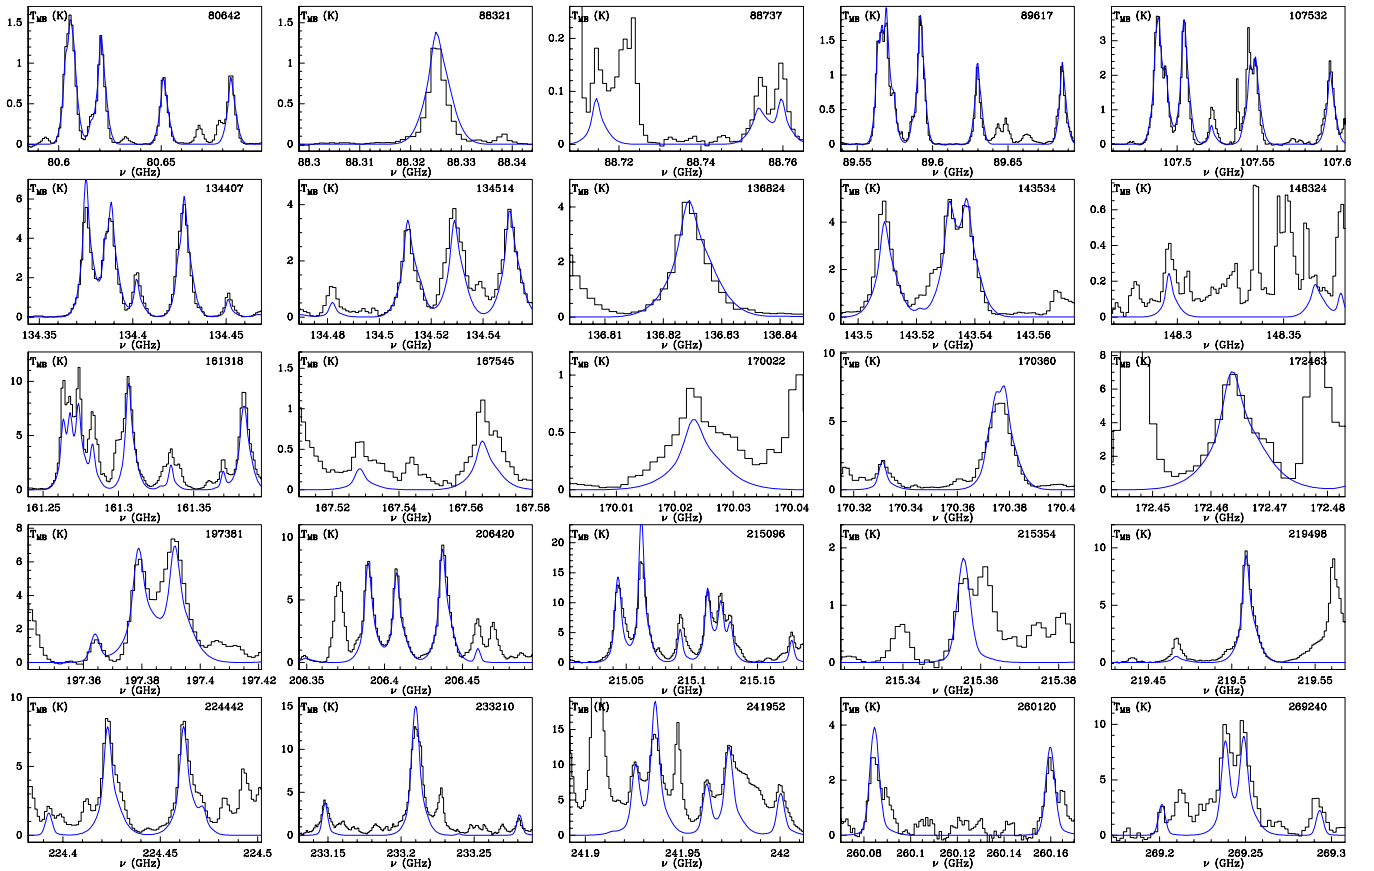 T_MB (K) 80642
1.5
1
0.5
0
80.6 80.65
ν (GHz)
T_MB (K) 88321
1.5
1
0.5
0
88.3 88.31 88.32 88.33 88.34
ν (GHz)
T_MB (K) 88737
0.2
0.1
0
88.72 88.74 88.76
ν (GHz)
T_MB (K) 89617
1.5
1
0.5
0
89.55 89.6 89.65
ν (GHz)
T_MB (K) 107532
3
2
1
0
107.5 107.55 107.6
ν (GHz)
T_MB (K) 134407
6
4
2
0
134.35 134.4 134.45
ν (GHz)
T_MB (K) 134514
4
2
0
134.48 134.5 134.52 134.54
ν (GHz)
T_MB (K) 136824
4
2
0
136.81 136.82 136.83 136.84
ν (GHz)
T_MB (K) 143534
4
2
0
143.5 143.52 143.54 143.56
ν (GHz)
T_MB (K) 148324
0.6
0.4
0.2
0
148.3 148.35
ν (GHz)
T_MB (K) 161318
10
5
0
161.25 161.3 161.35
ν (GHz)
T_MB (K) 167545
1.5
1
0.5
0
167.52 167.54 167.56 167.58
ν (GHz)
T_MB (K) 170022
1
0.5
0
170.01 170.02 170.03 170.04
ν (GHz)
T_MB (K) 170360
10
5
0
170.32 170.34 170.36 170.38 170.4
ν (GHz)
T_MB (K) 172463
8
6
4
2
0
172.45 172.46 172.47 172.48
ν (GHz)
T_MB (K) 197381
8
6
4
2
0
197.36 197.38 197.4 197.42
ν (GHz)
T_MB (K) 206420
10
8
6
4
2
0
206.35 206.4 206.45
ν (GHz)
T_MB (K) 215096
20
15
10
5
0
215.05 215.1 215.15
ν (GHz)
T_MB (K) 215354
2
1
0
215.34 215.36 215.38
ν (GHz)
T_MB (K) 219498
10
5
0
219.45 219.5 219.55
ν (GHz)
T_MB (K) 224442
10
8
6
4
2
0
224.4 224.45 224.5
ν (GHz)
T_MB (K) 233210
15
10
5
0
233.15 233.2 233.25
ν (GHz)
T_MB (K) 241952
15
10
5
0
241.9 241.95 242
ν (GHz)
T_MB (K) 260120
4
2
0
260.08 260.1 260.12 260.14 260.16
ν (GHz)
T_MB (K) 269240
10
5
0
269.2 269.25 269.3
ν (GHz)